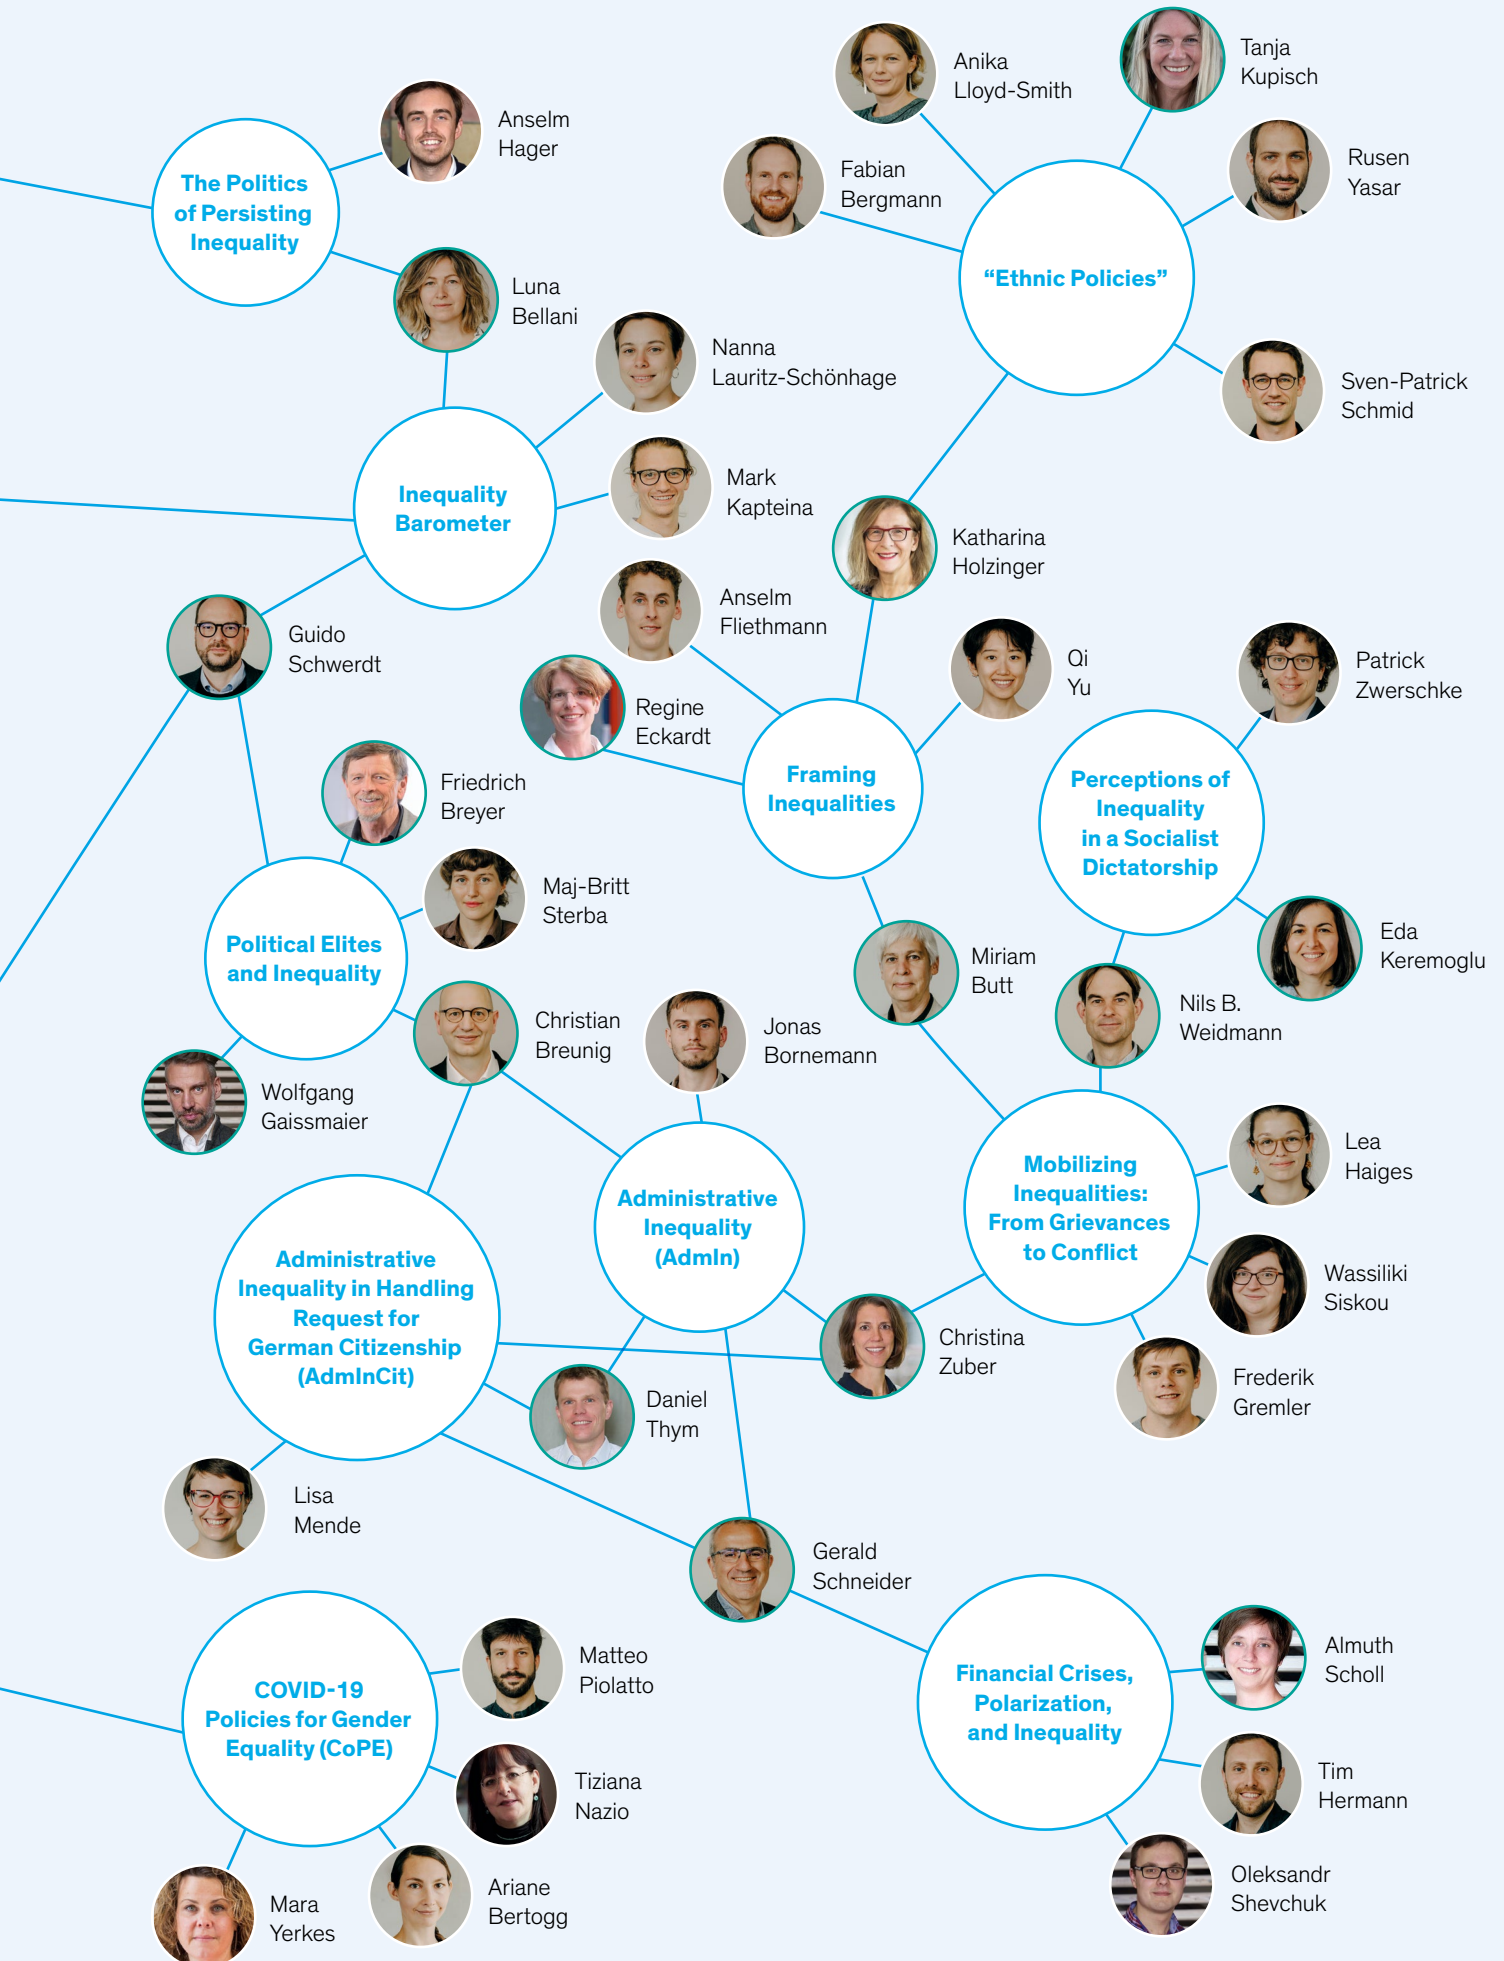 Anika
Lloyd-Smith
Tanja
Kupisch
Anselm
Hager
Fabian
Bergmann
Rusen
Yasar
The Politics
of Persisting
Inequality
“Ethnic Policies”
Luna
Bellani
Nanna
Lauritz-Schönhage
Sven-Patrick
Schmid
Inequality
Barometer
Mark
Kapteina
Katharina
Holzinger
Anselm
Fliethmann
Guido
Schwerdt
Qi
Yu
Patrick
Zwerschke
Regine
Eckardt
Friedrich
Breyer
Framing
Inequalities
Perceptions of
Inequality
in a Socialist
Dictatorship
Maj-Britt
Sterba
Political Elites
and Inequality
Miriam
Butt
Eda
Keremoglu
Christian
Breunig
Jonas
Bornemann
Nils B.
Weidmann
Wolfgang
Gaissmaier
Lea
Haiges
Mobilizing
Inequalities:
From Grievances
to Conflict
Administrative
Inequality
(AdmIn)
Administrative
Inequality in Handling
Request for
German Citizenship
(AdmInCit)
Wassiliki
Siskou
Christina
Zuber
Daniel
Thym
Frederik
Gremler
Lisa
Mende
Gerald
Schneider
Matteo
Piolatto
Almuth
Scholl
COVID-19
Policies for Gender
Equality (CoPE)
Financial Crises,
Polarization,
and Inequality
Tiziana
Nazio
Tim
Hermann
Mara
Yerkes
Ariane
Bertogg
Oleksandr
Shevchuk